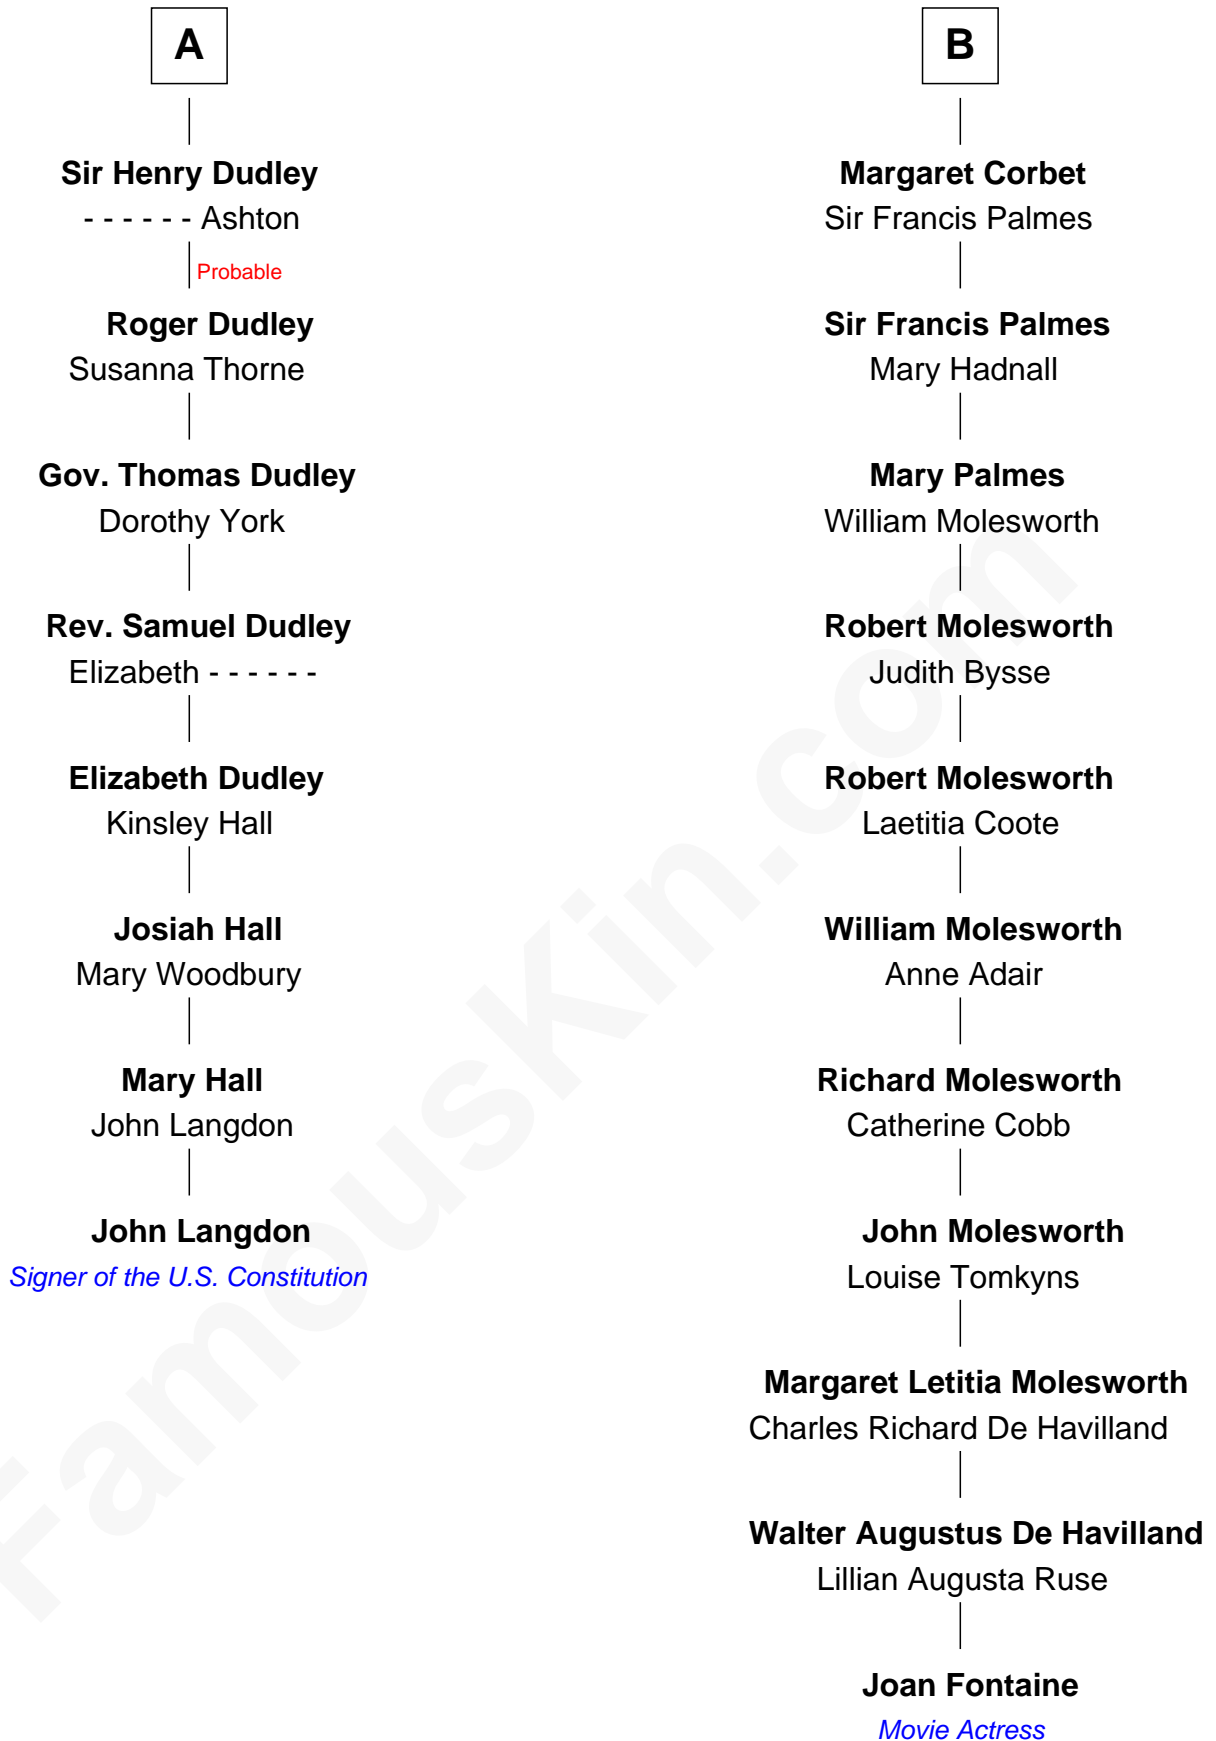 A
Sir Henry Dudley
- - - - - - Ashton
Probable
Roger Dudley
Susanna Thorne
Gov. Thomas Dudley
Dorothy York
Rev. Samuel Dudley
Elizabeth - - - - - -
Elizabeth Dudley
Kinsley Hall
Josiah Hall
Mary Woodbury
Mary Hall
John Langdon
John Langdon
Signer of the U.S. Constitution
B
Margaret Corbet
Sir Francis Palmes
Sir Francis Palmes
Mary Hadnall
Mary Palmes
William Molesworth
Robert Molesworth
Judith Bysse
Robert Molesworth
Laetitia Coote
William Molesworth
Anne Adair
Richard Molesworth
Catherine Cobb
John Molesworth
Louise Tomkyns
Margaret Letitia Molesworth
Charles Richard De Havilland
Walter Augustus De Havilland
Lillian Augusta Ruse
Joan Fontaine
Movie Actress
FamousKin.com